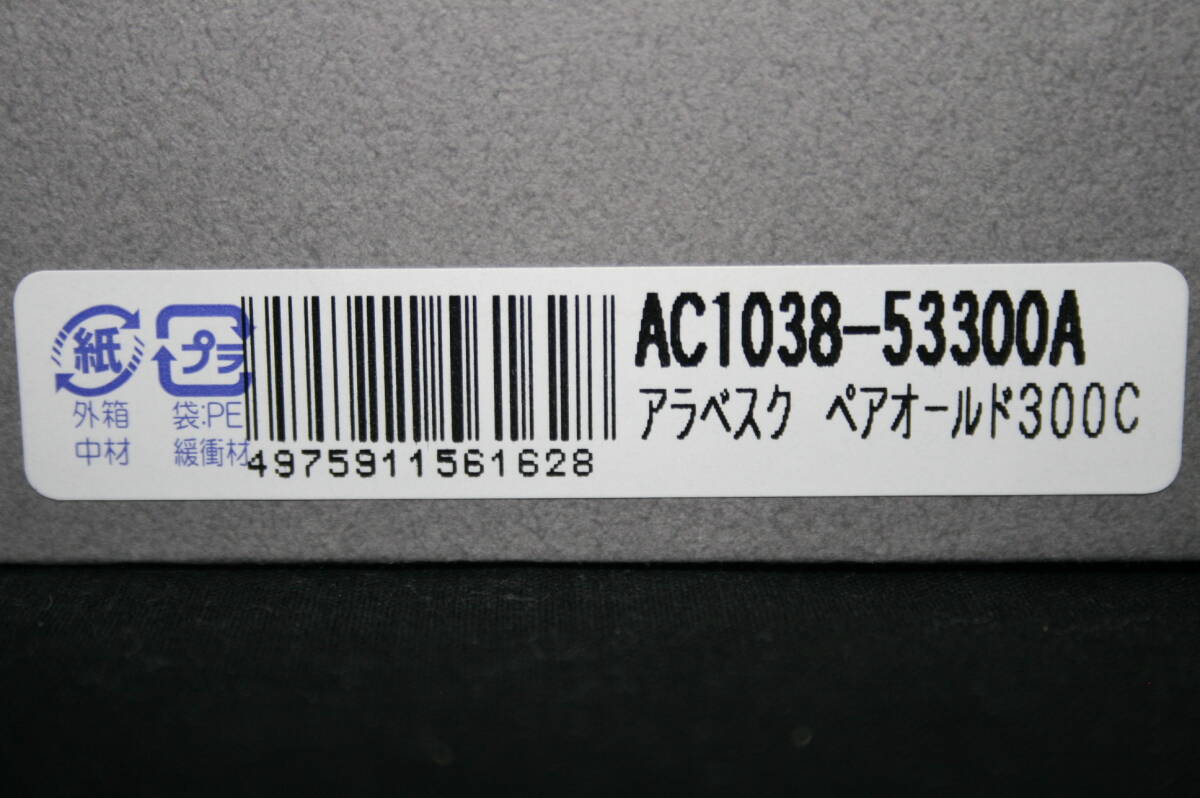 紙
外箱
中材
プラ
袋:PE
緩衝材
4975911561628
AC1038-53300A
アラベスク ペアオールド300C